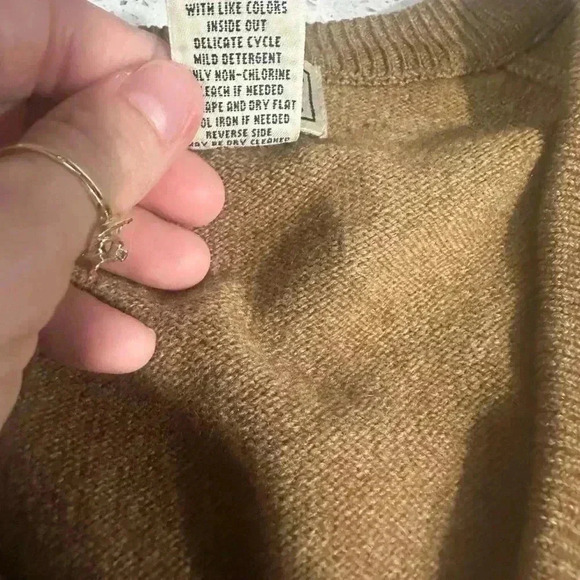 WITH LIKE COLORS
INSIDE OUT
DELICATE CYCLE
MILD DETERGENT
NLY NON-CHLORINE
LEACH IF NEEDED
APE AND DRY FLAT
OL IRON IF NEEDED
REVERSE SIDE
MAY BE DRY CLEANED